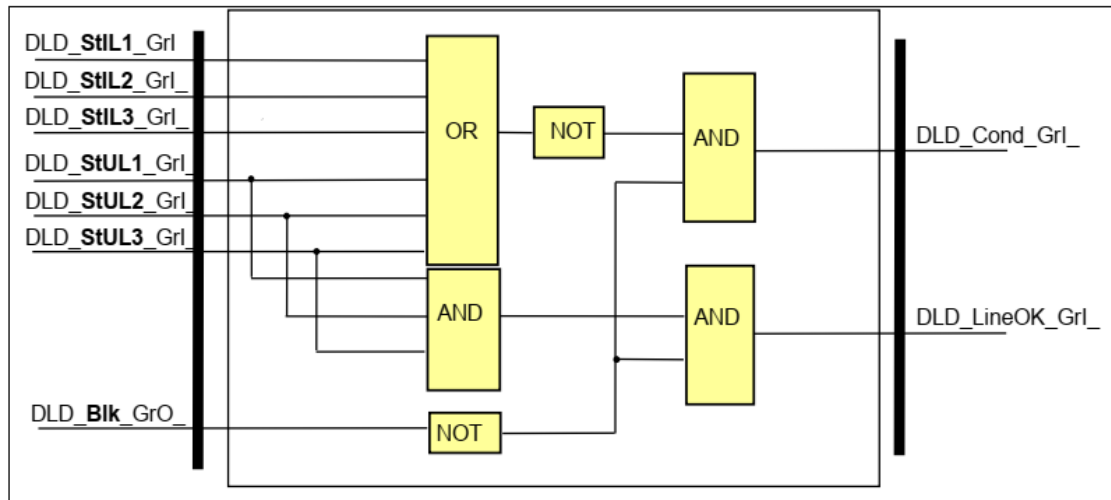 DLD_StIL1_GrI
DLD_StIL2_GrI_
DLD_StIL3_GrI_
DLD_StUL1_GrI_
DLD_StUL2_GrI_
DLD_StUL3_GrI_
DLD_Blk_GrO_
OR
NOT
AND
DLD_Cond_GrI_
AND
AND
DLD_LineOK_GrI_
NOT